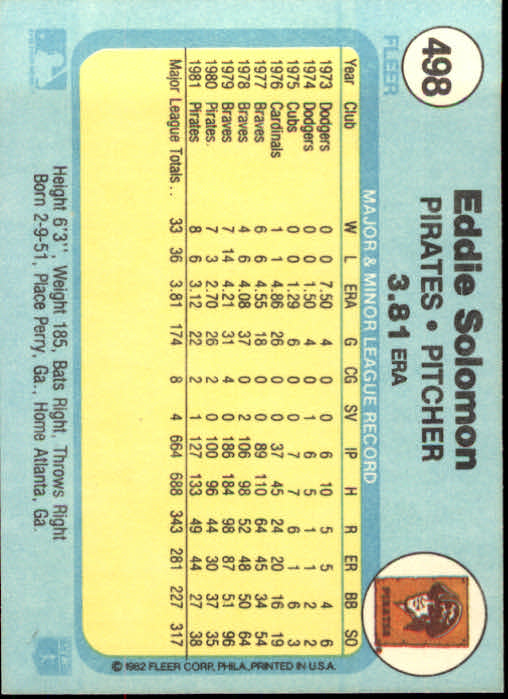 498
FLEER
Eddie Solomon
PIRATES • PITCHER
3.81 ERA
PIRATES
MAJOR & MINOR LEAGUE RECORD
Year Club W L ERA G CG SV IP H R ER BB SO
1973 Dodgers 0 0 7.50 4 0 0 6 10 5 5 4 6
1974 Dodgers 0 0 1.50 4 0 1 6 5 1 1 2 2
1975 Cubs 0 0 1.29 6 0 0 7 7 1 1 6 3
1976 Cardinals 1 1 4.86 26 0 0 37 45 24 20 16 19
1977 Braves 6 6 4.55 18 0 0 89 110 64 45 34 54
1978 Braves 4 6 4.08 37 0 2 106 98 52 48 50 64
1979 Braves 7 14 4.21 31 4 0 186 184 98 87 51 96
1980 Pirates 7 3 2.70 26 2 0 100 96 44 30 37 35
1981 Pirates 8 6 3.12 22 2 1 127 133 49 44 27 38
Major League Totals . . 33 36 3.81 174 8 4 664 688 343 281 227 317
© 1982 FLEER CORP., PHILA., PRINTED IN U.S.A.
Height 6'3", Weight 185, Bats Right, Throws Right
Born 2-9-51, Place Perry, Ga., Home Atlanta, Ga.